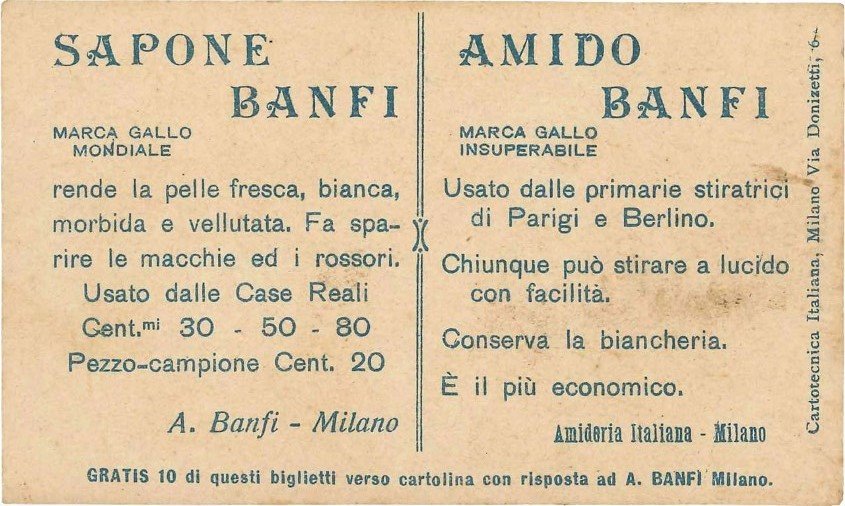 SAPONE
BANFI
MARCA GALLO
MONDIALE
rende la pelle fresca, bianca,
morbida e vellutata. Fa spa-
rire le macchie ed i rossori.
Usato dalle Case Reali
Cent.mi 30 - 50 - 80
Pezzo-campione Cent. 20
A. Banfi - Milano
AMIDO
BANFI
MARCA GALLO
INSUPERABILE
Usato dalle primarie stiratrici
di Parigi e Berlino.
Chiunque può stirare a lucido
con facilità.
Conserva la biancheria.
È il più economico.
Amideria Italiana - Milano
Cartotecnica Italiana, Milano Via Donizetti, 6
GRATIS 10 di questi biglietti verso cartolina con risposta ad A. BANFI Milano.